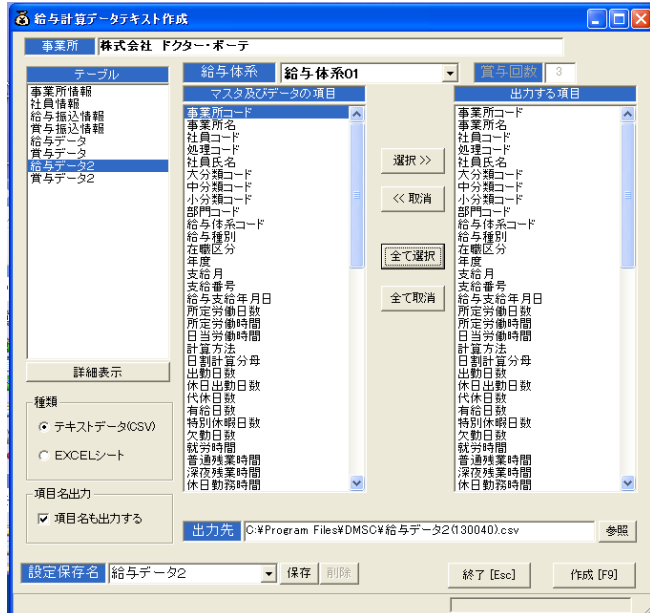 給与計算データテキスト作成
事業所 株式会社 ドクター・ボーテ
テーブル
事業所情報
社員情報
給与振込情報
賞与振込情報
給与データ
賞与データ
給与データ2
賞与データ2
詳細表示
種類
テキストデータ(CSV)
EXCELシート
項目名出力
項目名も出力する
給与体系 給与体系01 賞与回数 3
マスタ及びデータの項目
事業所コード
事業所名
社員コード
処理コード
社員氏名
大分類コード
中分類コード
小分類コード
部門コード
給与体系コード
給与種別
在職区分
年度
支給月
支給番号
給与支給年月日
所定労働日数
所定労働時間
日当労働時間
計算方法
日割計算分母
出勤日数
休日出勤日数
代休日数
有給日数
特別休暇日数
欠勤日数
就労時間
普通残業時間
深夜残業時間
休日勤務時間
選択 >>
<< 取消
全て選択
全て取消
出力する項目
事業所コード
事業所名
社員コード
処理コード
社員氏名
大分類コード
中分類コード
小分類コード
部門コード
給与体系コード
給与種別
在職区分
年度
支給月
支給番号
給与支給年月日
所定労働日数
所定労働時間
日当労働時間
計算方法
日割計算分母
出勤日数
休日出勤日数
代休日数
有給日数
特別休暇日数
欠勤日数
就労時間
普通残業時間
深夜残業時間
休日勤務時間
出力先 C:¥Program Files¥DMSC¥給与データ2(130040).csv 参照
設定保存名 給与データ2 保存 削除 終了 [Esc] 作成 [F9]